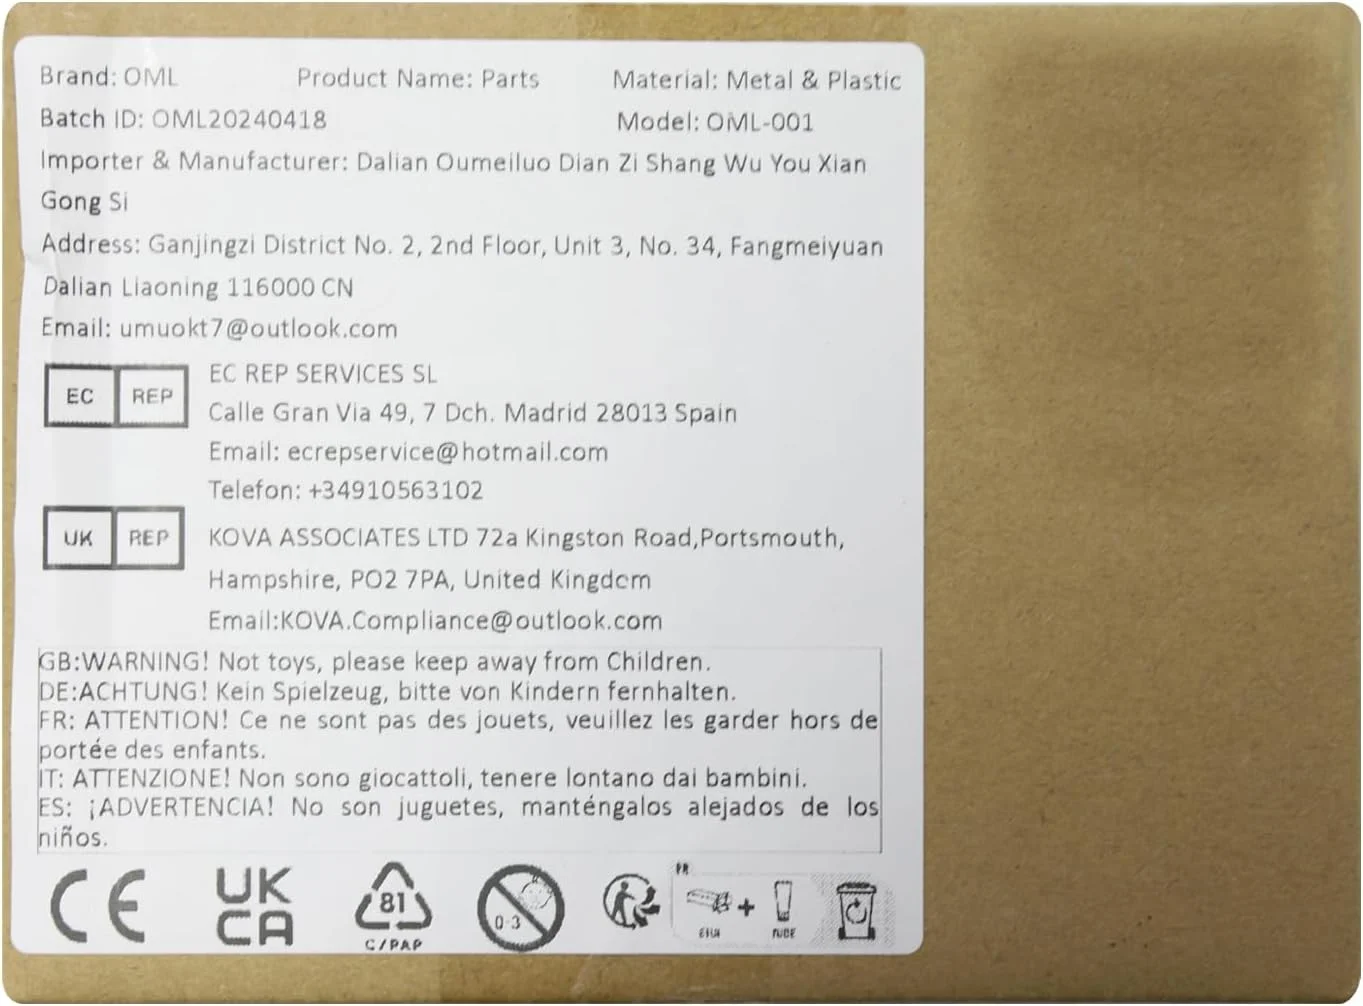 Brand: OML Product Name: Parts Material: Metal & Plastic
Batch ID: OML20240418 Model: OML-001
Importer & Manufacturer: Dalian Oumeiluo Dian Zi Shang Wu You Xian
Gong Si
Address: Ganjingzi District No. 2, 2nd Floor, Unit 3, No. 34, Fangmeiyuan
Dalian Liaoning 116000 CN
Email: umuokt7@outlook.com
EC REP EC REP SERVICES SL
Calle Gran Via 49, 7 Dch. Madrid 28013 Spain
Email: ecrepservice@hotmail.com
Telefon: +34910563102
UK REP KOVA ASSOCIATES LTD 72a Kingston Road,Portsmouth,
Hampshire, PO2 7PA, United Kingdom
Email:KOVA.Compliance@outlook.com
GB:WARNING! Not toys, please keep away from Children.
DE:ACHTUNG! Kein Spielzeug, bitte von Kindern fernhalten.
FR: ATTENTION! Ce ne sont pas des jouets, veuillez les garder hors de
portée des enfants.
IT: ATTENZIONE! Non sono giocattoli, tenere lontano dai bambini.
ES: ¡ADVERTENCIA! No son juguetes, manténgalos alejados de los
niños.
CE UK CA 81 C/PAP 0-3 FR + TUBE